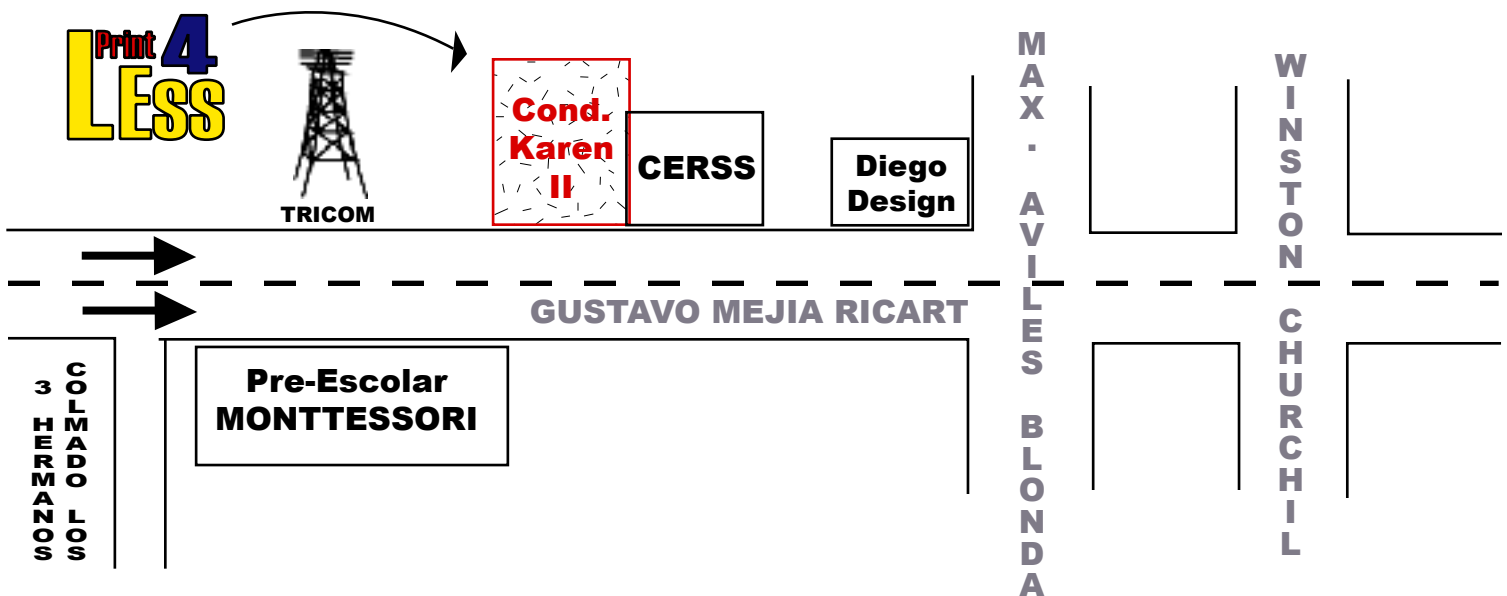 Print 4
LESS
TRICOM
Cond.
Karen
II
CERSS
Diego
Design
MAX. AVILES BLONDA
WINSTON CHURCHIL
GUSTAVO MEJIA RICART
COLMADO LOS
3 HERMANOS
Pre-Escolar
MONTTESSORI